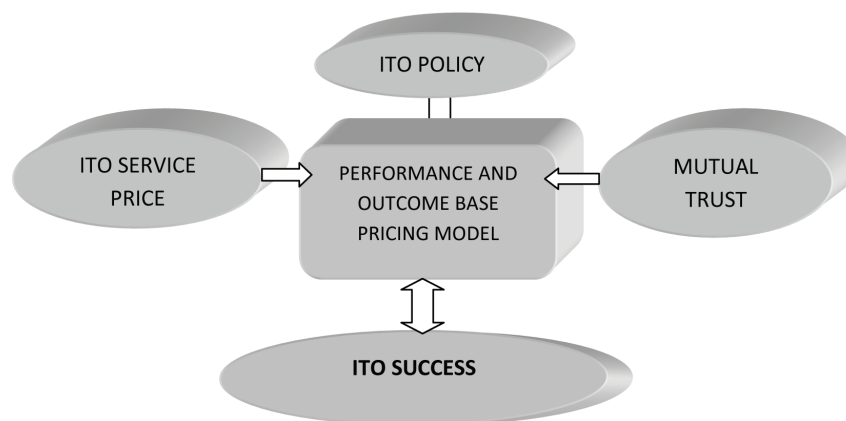 ITO POLICY
ITO SERVICE
PRICE
PERFORMANCE AND
OUTCOME BASE
PRICING MODEL
MUTUAL
TRUST
ITO SUCCESS